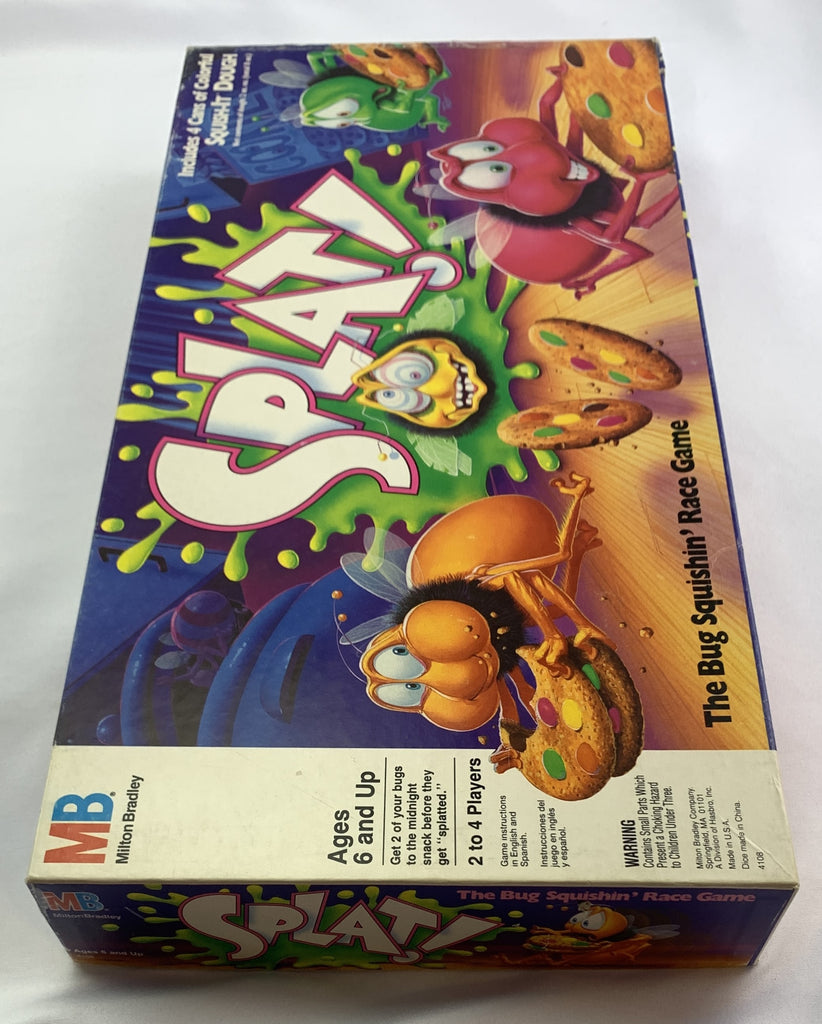 Includes 4 Cans of Colorful
SQUISH-IT DOUGH
SPLAT!
The Bug Squishin' Race Game
MB®
Milton Bradley
Ages
6 and Up
Get 2 of your bugs
to the midnight
snack before they
get "splatted."
2 to 4 Players
Game instructions
in English and
Spanish.
Instrucciones del
juego en inglés
y español.
WARNING
Contains Small Parts Which
Present a Choking Hazard
to Children Under Three.
Milton Bradley Company,
Springfield, MA 01101
A Division of Hasbro, Inc.
Made in U.S.A.
Dice made in China.
4108
MB®
Milton Bradley
Ages 6 and Up
SPLAT!
The Bug Squishin' Race Game